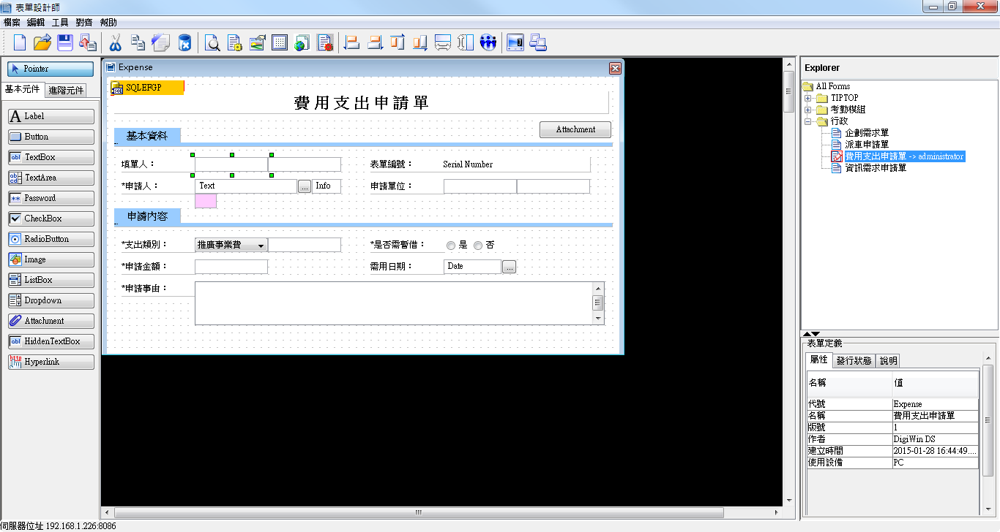 表單設計師
檔案 編輯 工具 對齊 幫助
Pointer
基本元件 進階元件
A Label
Button
abl TextBox
TextArea
** Password
CheckBox
RadioButton
Image
ListBox
Dropdown
Attachment
abl HiddenTextBox
http Hyperlink
Expense
SQL SQLEFGP
費用支出申請單
Attachment
基本資料
填單人：
表單編號： Serial Number
*申請人： Text ... Info
申請單位：
申請內容
*支出類別： 推廣事業費
*是否需暫借： 是 否
*申請金額：
需用日期： Date ...
*申請事由：
Explorer
All Forms
TIPTOP
考勤模組
行政
企劃需求單
派車申請單
費用支出申請單 -> administrator
資訊需求申請單
表單定義
屬性 發行狀態 說明
名稱 值
代號 Expense
名稱 費用支出申請單
版號 1
作者 DigiWin DS
建立時間 2015-01-28 16:44:49....
使用設備 PC
伺服器位址 192.168.1.226:8086